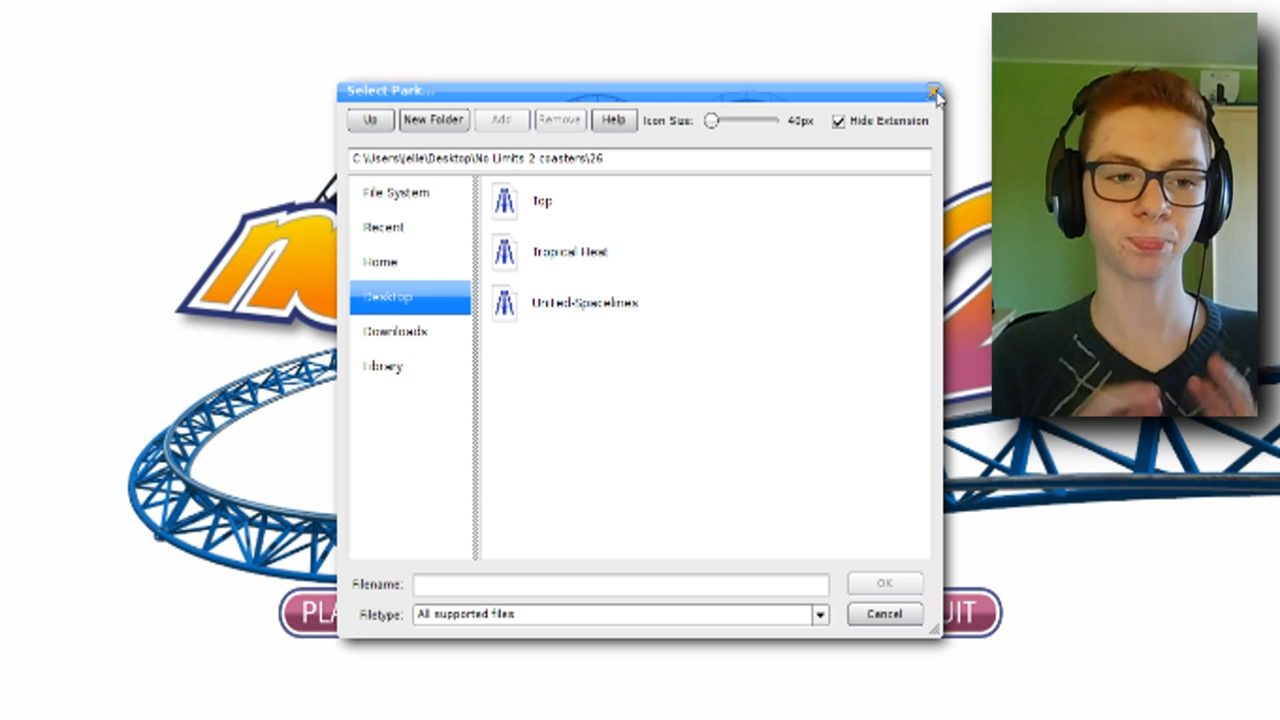 Select Park...
Up New Folder Add Remove Help Icon Size: 40px Hide Extension
C:\Users\jelle\Desktop\No Limits 2 coasters\26
File System
Recent
Home
Desktop
Downloads
Library
Top
Tropical Heat
United-Spacelines
Filename:
OK
Filetype: All supported files
Cancel
PLA
UIT
n
2